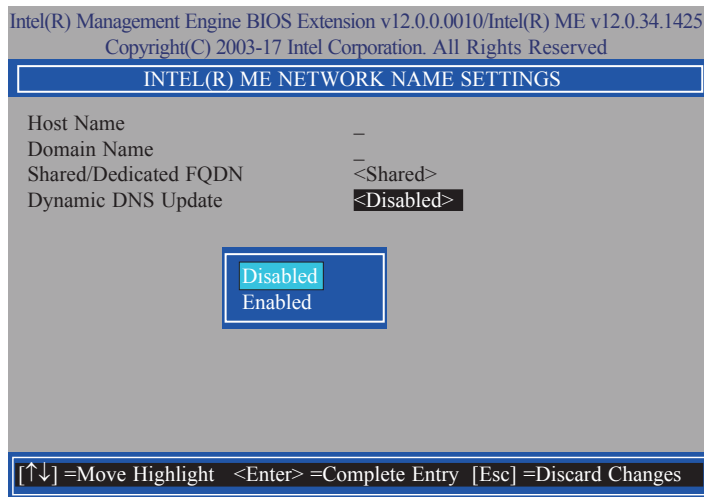 Intel(R) Management Engine BIOS Extension v12.0.0.0010/Intel(R) ME v12.0.34.1425
Copyright(C) 2003-17 Intel Corporation. All Rights Reserved
INTEL(R) ME NETWORK NAME SETTINGS
Host Name _
Domain Name _
Shared/Dedicated FQDN <Shared>
Dynamic DNS Update <Disabled>
Disabled
Enabled
[↑↓] =Move Highlight <Enter> =Complete Entry [Esc] =Discard Changes